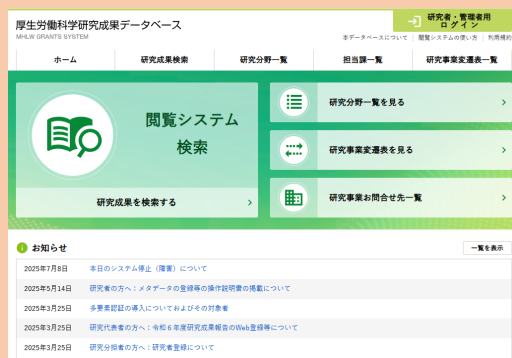 厚生労働科学研究成果データベース
MHLW GRANTS SYSTEM
研究者・管理者用
ログイン
本データベースについて
閲覧システムの使い方
利用規約
ホーム
研究成果検索
研究分野一覧
担当課一覧
研究事業変遷表一覧
閲覧システム
検索
研究成果を検索する
研究分野一覧を見る
研究事業変遷表を見る
研究事業お問合せ先一覧
お知らせ
一覧を表示
2025年7月8日 本日のシステム停止（障害）について
2025年5月14日 研究者の方へ：メタデータの登録等の操作説明書の掲載について
2025年3月25日 多要素認証の導入についておよびその対象者
2025年3月25日 研究代表者の方へ：令和６年度研究成果報告のWeb登録等について
2025年3月25日 研究分担者の方へ：研究者登録について